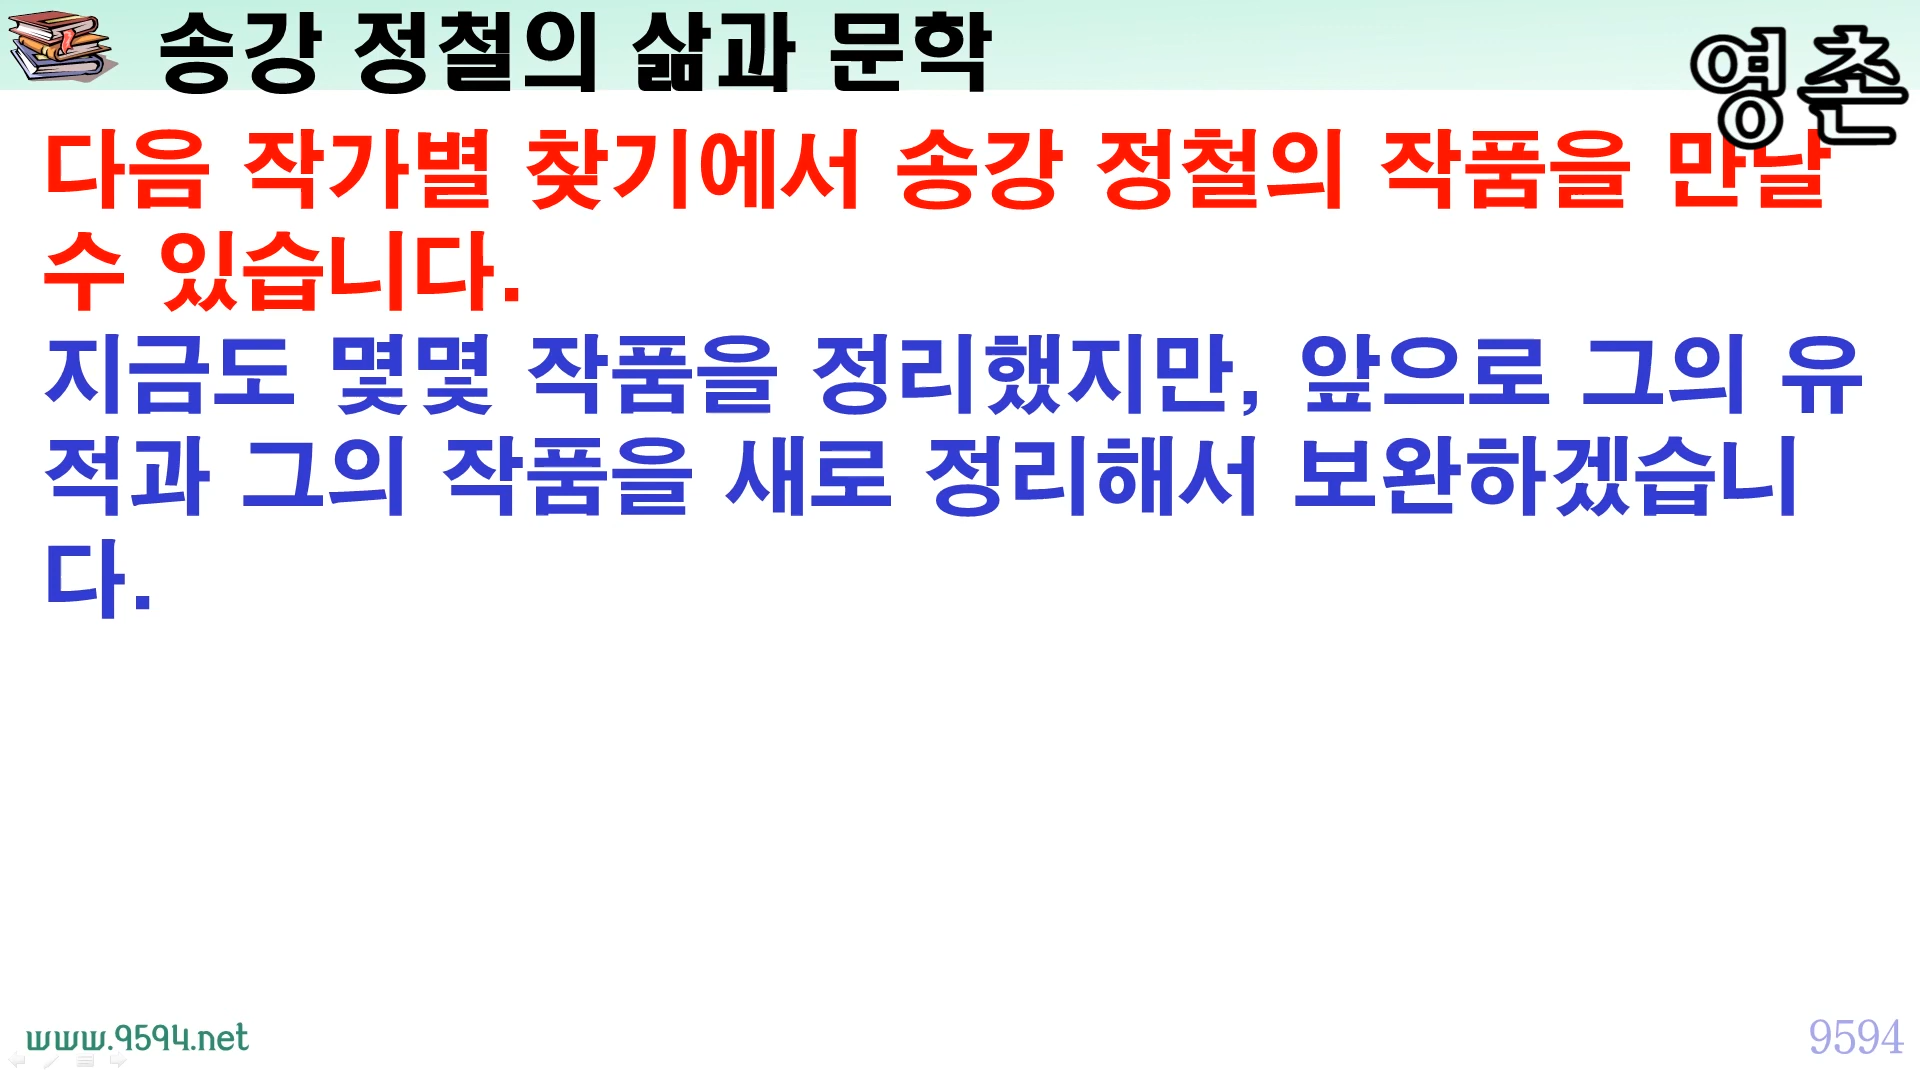 송강 정철의 삶과 문학
영촌
다음 작가별 찾기에서 송강 정철의 작품을 만날
수 있습니다.
지금도 몇몇 작품을 정리했지만, 앞으로 그의 유
적과 그의 작품을 새로 정리해서 보완하겠습니
다.
www.9594.net
9594